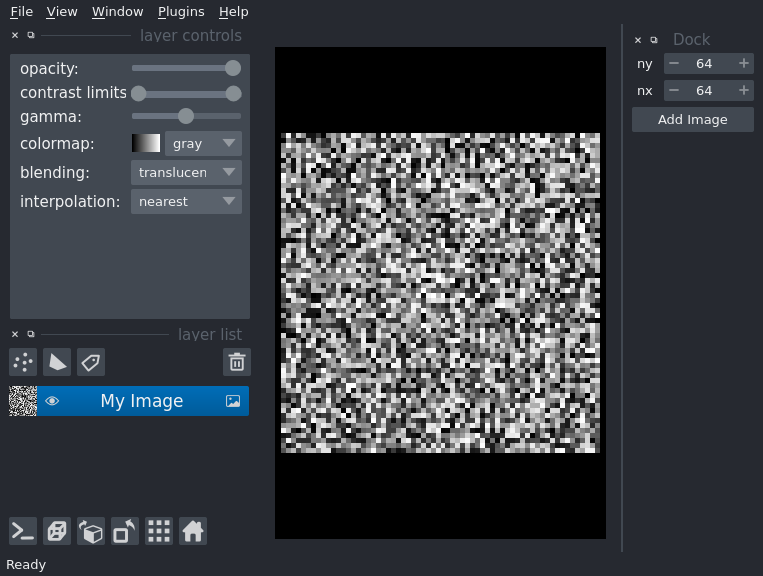 File View Window Plugins Help
layer controls
opacity:
contrast limits
gamma:
colormap: gray
blending: translucen
interpolation: nearest
layer list
My Image
Ready
Dock
ny 64
nx 64
Add Image